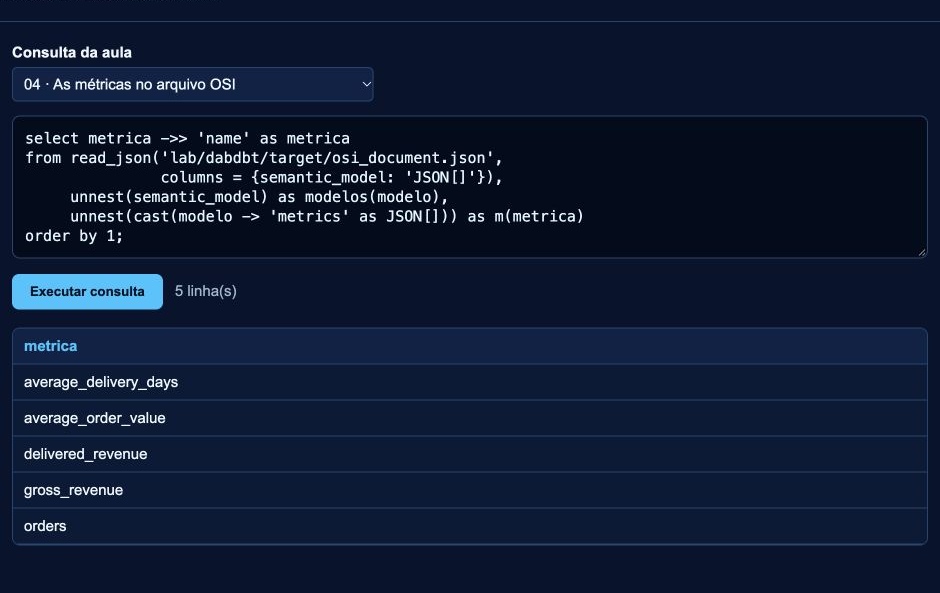 Consulta da aula
04 · As métricas no arquivo OSI
select metrica ->> 'name' as metrica
from read_json('lab/dabdbt/target/osi_document.json',
               columns = {semantic_model: 'JSON[]'}),
     unnest(semantic_model) as modelos(modelo),
     unnest(cast(modelo -> 'metrics' as JSON[])) as m(metrica)
order by 1;
Executar consulta 5 linha(s)
metrica
average_delivery_days
average_order_value
delivered_revenue
gross_revenue
orders